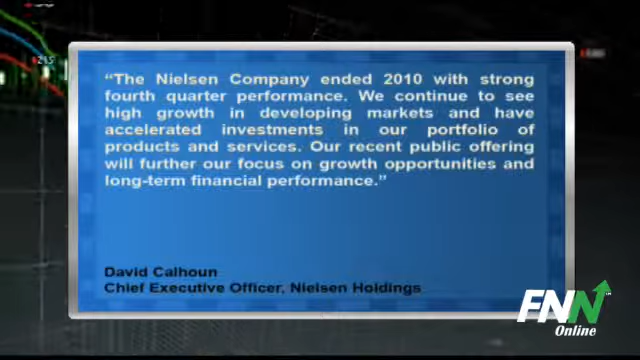 “The Nielsen Company ended 2010 with strong
fourth quarter performance. We continue to see
high growth in developing markets and have
accelerated investments in our portfolio of
products and services. Our recent public offering
will further our focus on growth opportunities and
long-term financial performance.”
David Calhoun
Chief Executive Officer, Nielsen Holdings
FNN
Online